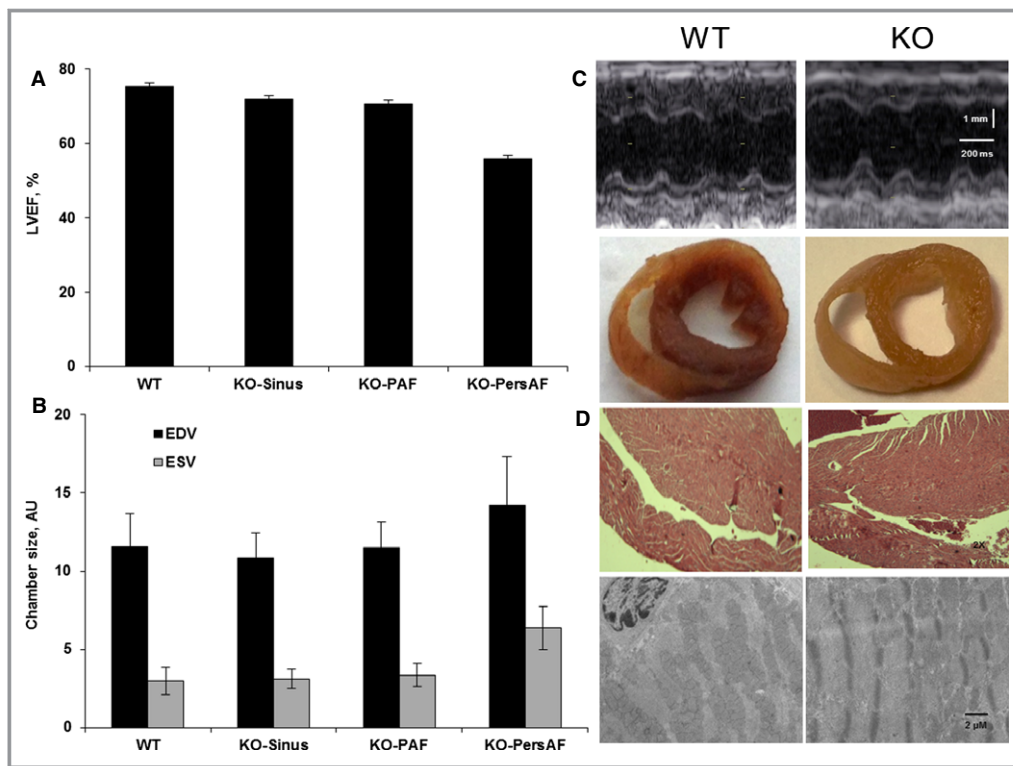 WT KO
A
80
60
40
20
0
LVEF, %
WT KO-Sinus KO-PAF KO-PersAF
B
20
15
10
5
0
Chamber size, AU
EDV
ESV
WT KO-Sinus KO-PAF KO-PersAF
C
1 mm
200 ms
D
2X
2 µM